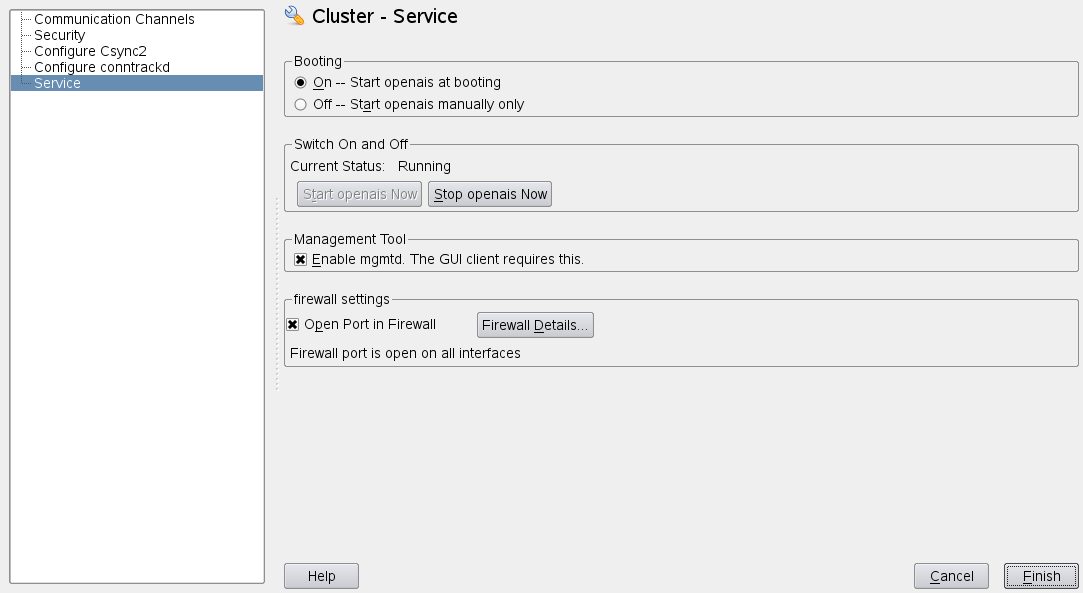 Communication Channels
Security
Configure Csync2
Configure conntrackd
Service
Cluster - Service
Booting
On -- Start openais at booting
Off -- Start openais manually only
Switch On and Off
Current Status: Running
Start openais Now Stop openais Now
Management Tool
Enable mgmtd. The GUI client requires this.
firewall settings
Open Port in Firewall Firewall Details...
Firewall port is open on all interfaces
Help Cancel Finish